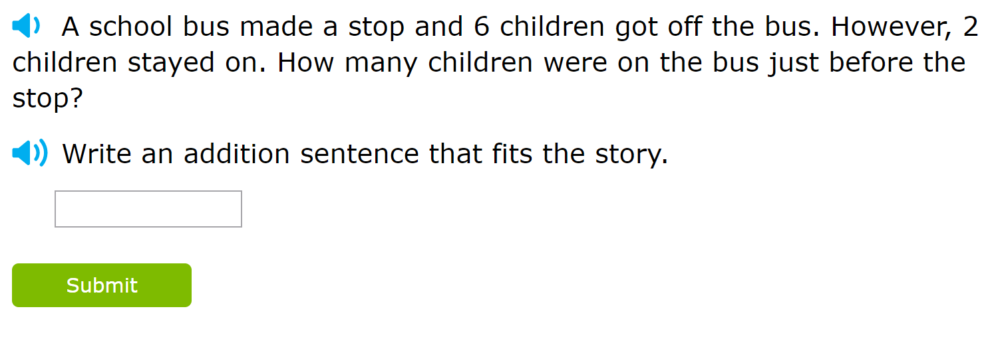 A school bus made a stop and 6 children got off the bus. However, 2
children stayed on. How many children were on the bus just before the
stop?
Write an addition sentence that fits the story.
Submit